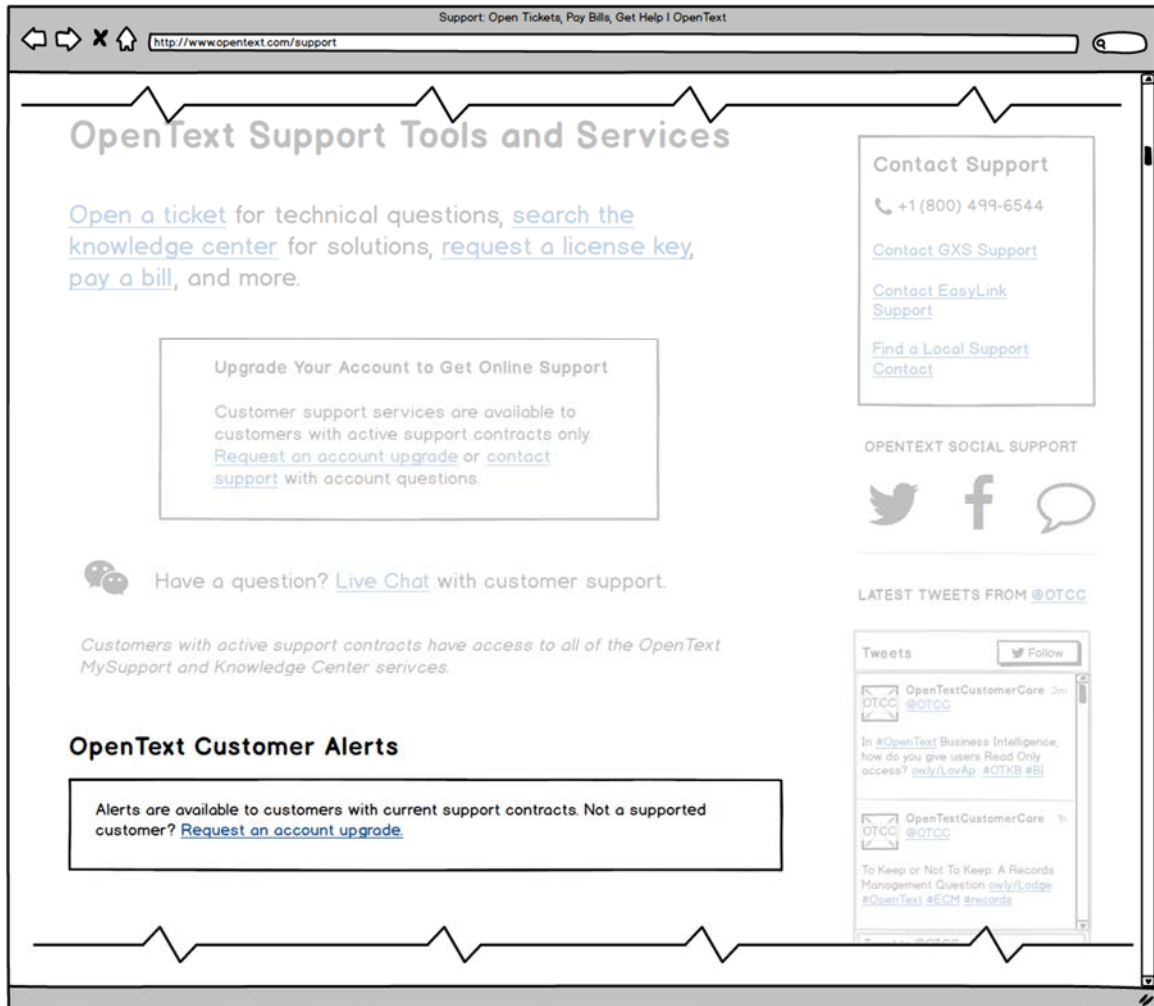 Support: Open Tickets, Pay Bills, Get Help | OpenText
http://www.opentext.com/support
OpenText Support Tools and Services
Open a ticket for technical questions, search the
knowledge center for solutions, request a license key,
pay a bill, and more.
Upgrade Your Account to Get Online Support
Customer support services are available to
customers with active support contracts only.
Request an account upgrade or contact
support with account questions.
Have a question? Live Chat with customer support.
Customers with active support contracts have access to all of the OpenText
MySupport and Knowledge Center serivces.
OpenText Customer Alerts
Alerts are available to customers with current support contracts. Not a supported
customer? Request an account upgrade.
Contact Support
+1 (800) 499-6544
Contact GXS Support
Contact EasyLink
Support
Find a Local Support
Contact
OPENTEXT SOCIAL SUPPORT
LATEST TWEETS FROM @OTCC
Tweets
Follow
OTCC
OpenTextCustomerCare 3m
@OTCC
In #OpenText Business Intelligence,
how do you give users Read Only
access? owly/LovAp #OTKB #BI
OTCC
OpenTextCustomerCare
@OTCC
To Keep or Not To Keep: A Records
Management Question owly/Lodge
#OpenText #ECM #records